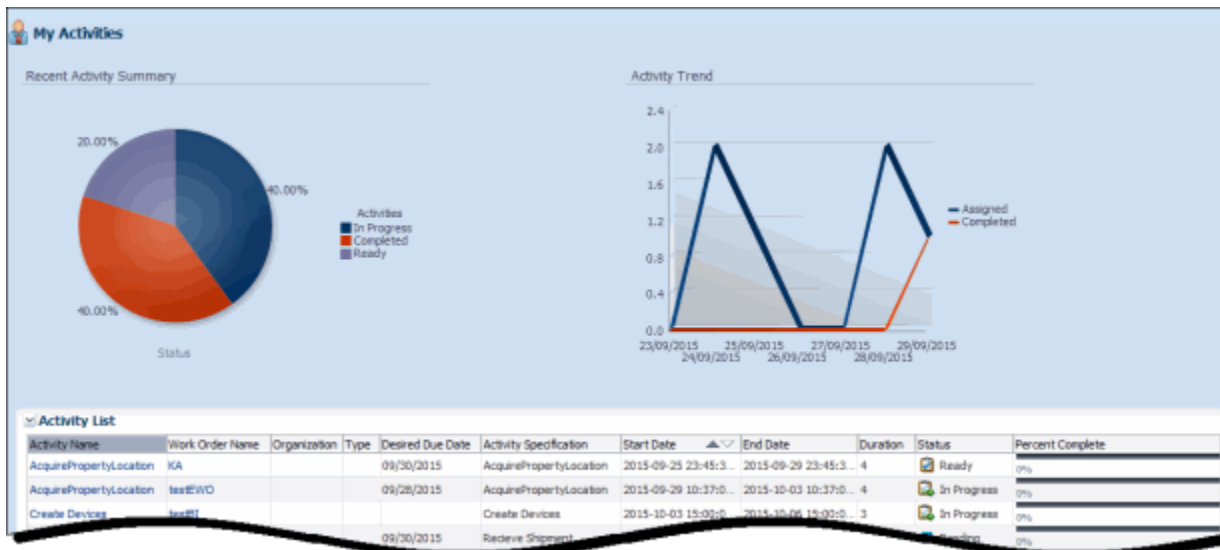 My Activities
Recent Activity Summary
Activity Trend
20.00%
40.00%
40.00%
Status
Activities
In Progress
Completed
Ready
2.4
2.0
1.6
1.2
0.8
0.4
0.0
23/09/2015 25/09/2015 27/09/2015 29/09/2015
24/09/2015 26/09/2015 28/09/2015
Assigned
Completed
Activity List
Activity Name Work Order Name Organization Type Desired Due Date Activity Specification Start Date End Date Duration Status Percent Complete
AcquirePropertyLocation KA 09/30/2015 AcquirePropertyLocation 2015-09-25 23:45:3... 2015-09-29 23:45:3... 4 Ready 0%
AcquirePropertyLocation testEWO 09/28/2015 AcquirePropertyLocation 2015-09-29 10:37:0... 2015-10-03 10:37:0... 4 In Progress 0%
Create Devices Create Devices 2015-10-03 15:00:0... 2015-10-06 15:00:0... 3 In Progress 0%
09/30/2015 Recieve Shipment 0%